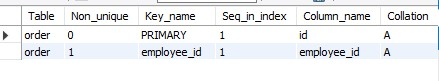 Table Non_unique Key_name Seq_in_index Column_name Collation
order 0 PRIMARY 1 id A
order 1 employee_id 1 employee_id A